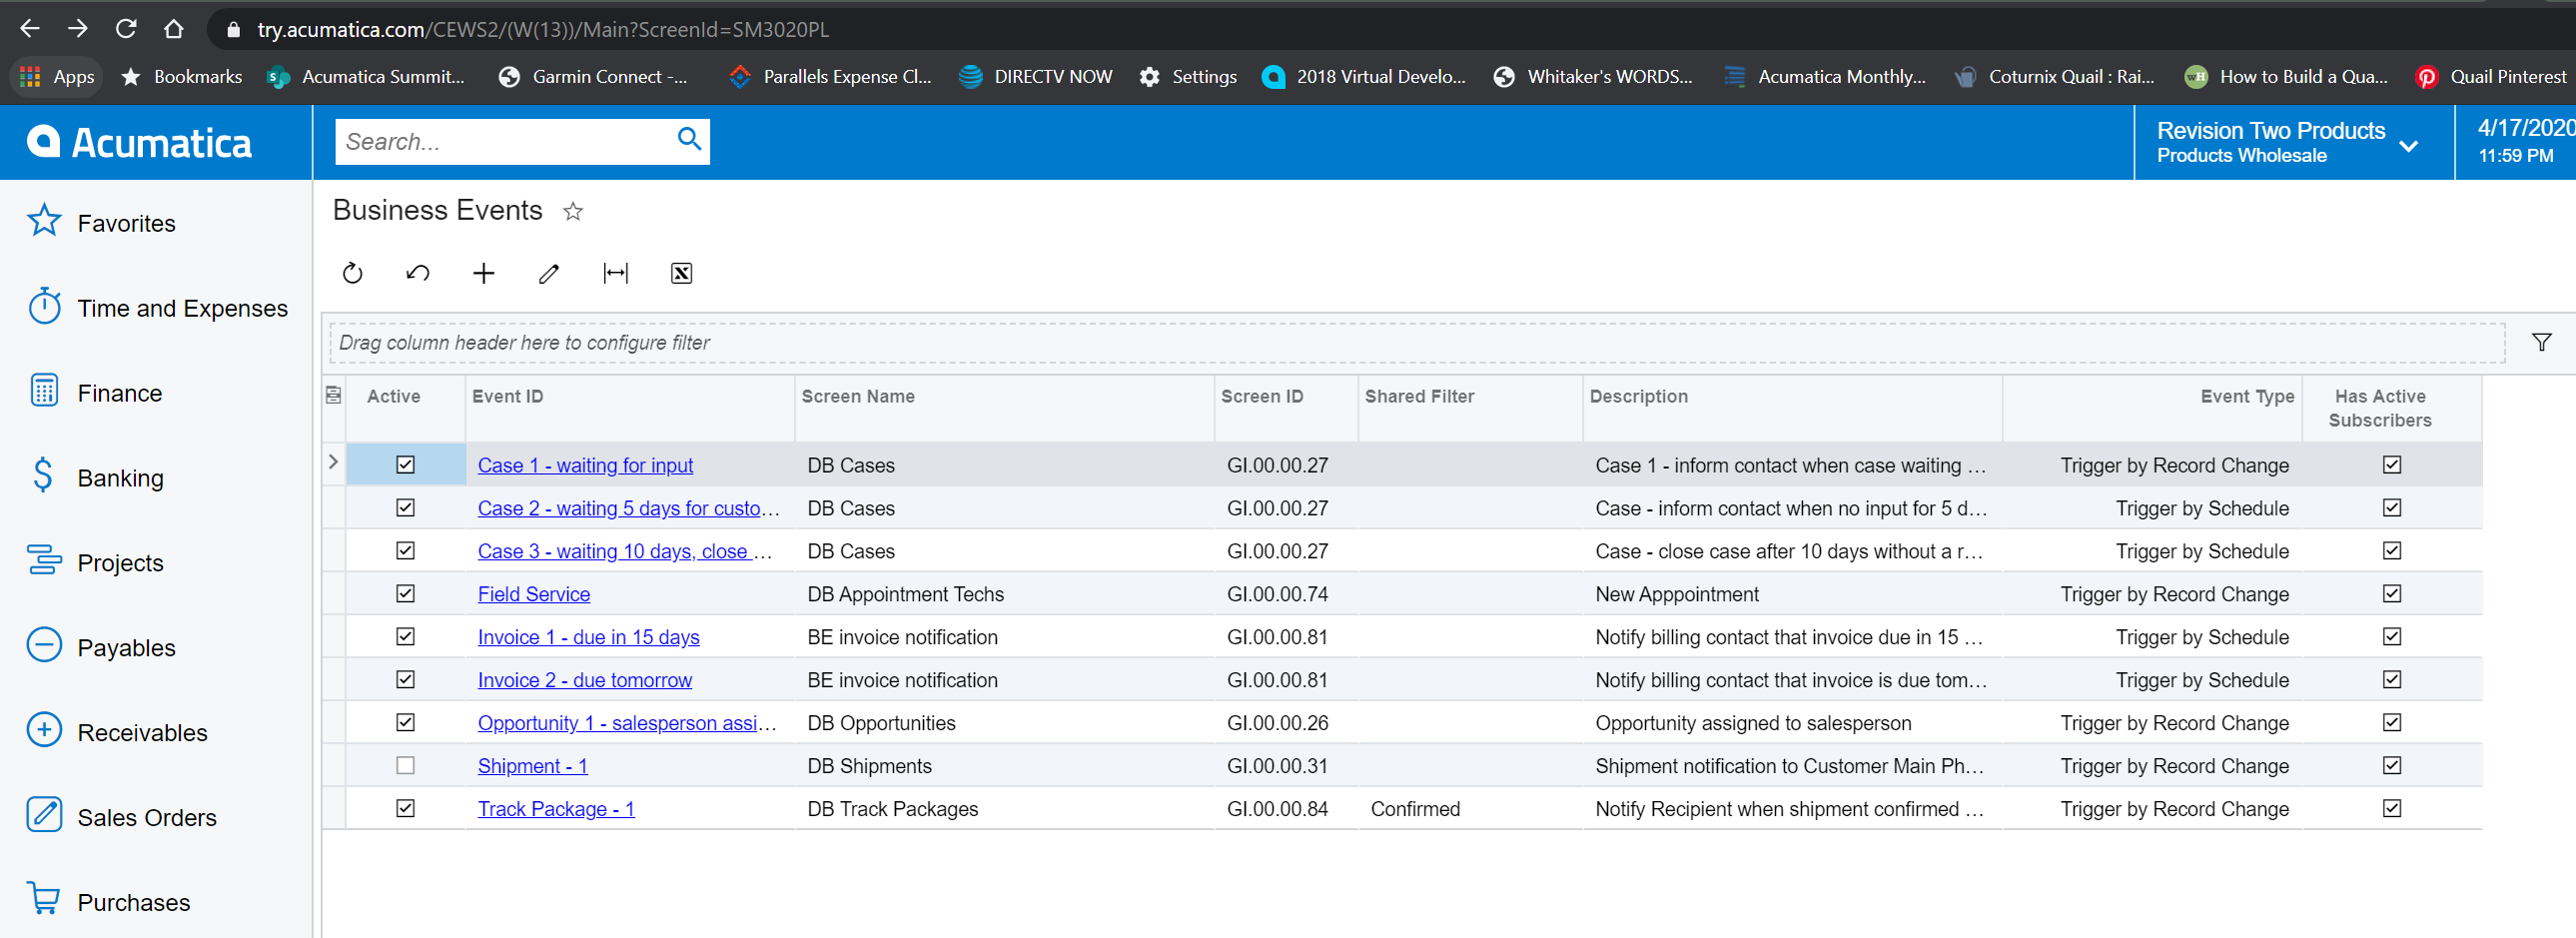 try.acumatica.com/CEWS2/(W(13))/Main?ScreenId=SM3020PL
Apps Bookmarks Acumatica Summit... Garmin Connect -... Parallels Expense Cl... DIRECTV NOW Settings 2018 Virtual Develo... Whitaker's WORDS... Acumatica Monthly... Coturnix Quail : Rai... wH How to Build a Qua... Quail Pinterest
Acumatica Search... Revision Two Products 4/17/2020
Products Wholesale 11:59 PM
Business Events
Favorites
Time and Expenses
Finance
Banking
Projects
Payables
Receivables
Sales Orders
Purchases
Drag column header here to configure filter
Active Event ID Screen Name Screen ID Shared Filter Description Event Type Has Active
Subscribers
Case 1 - waiting for input DB Cases GI.00.00.27 Case 1 - inform contact when case waiting ... Trigger by Record Change
Case 2 - waiting 5 days for custo... DB Cases GI.00.00.27 Case - inform contact when no input for 5 d... Trigger by Schedule
Case 3 - waiting 10 days, close ... DB Cases GI.00.00.27 Case - close case after 10 days without a r... Trigger by Schedule
Field Service DB Appointment Techs GI.00.00.74 New Apppointment Trigger by Record Change
Invoice 1 - due in 15 days BE invoice notification GI.00.00.81 Notify billing contact that invoice due in 15 ... Trigger by Schedule
Invoice 2 - due tomorrow BE invoice notification GI.00.00.81 Notify billing contact that invoice is due tom... Trigger by Schedule
Opportunity 1 - salesperson assi... DB Opportunities GI.00.00.26 Opportunity assigned to salesperson Trigger by Record Change
Shipment - 1 DB Shipments GI.00.00.31 Shipment notification to Customer Main Ph... Trigger by Record Change
Track Package - 1 DB Track Packages GI.00.00.84 Confirmed Notify Recipient when shipment confirmed ... Trigger by Record Change